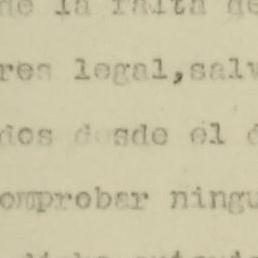 de la falta de
res legal,salv
dos desde el d
omprobar ningu